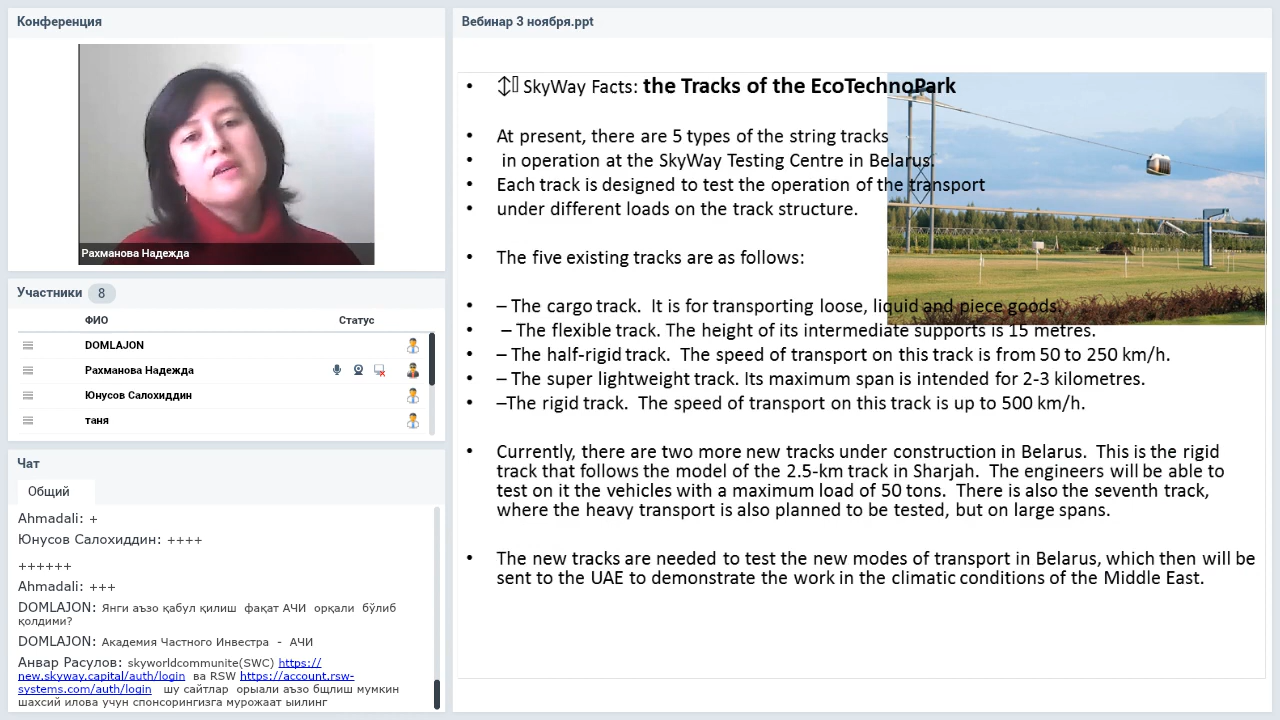 Конференция
Рахманова Надежда
Участники 8
ФИО Статус
DOMLAJON
Рахманова Надежда
Юнусов Салохиддин
таня
Чат
Общий
Ahmadali: +
Юнусов Салохиддин: ++++
++++++
Ahmadali: +++
DOMLAJON: Янги аъзо қабул қилиш фақат АЧИ орқали бўлиб
қолдими?
DOMLAJON: Академия Частного Инвестра - АЧИ
Анвар Расулов: skyworldcommunite(SWC) https://
new.skyway.capital/auth/login ва RSW https://account.rsw-
systems.com/auth/login шу сайтлар орыали аъзо бщлиш мумкин
шахсий илова учун спонсорингизга мурожаат ыилинг
Вебинар 3 ноября.ppt
• SkyWay Facts: the Tracks of the EcoTechnoPark
• At present, there are 5 types of the string tracks
• in operation at the SkyWay Testing Centre in Belarus.
• Each track is designed to test the operation of the transport
• under different loads on the track structure.
• The five existing tracks are as follows:
• – The cargo track. It is for transporting loose, liquid and piece goods.
• – The flexible track. The height of its intermediate supports is 15 metres.
• – The half-rigid track. The speed of transport on this track is from 50 to 250 km/h.
• – The super lightweight track. Its maximum span is intended for 2-3 kilometres.
• –The rigid track. The speed of transport on this track is up to 500 km/h.
• Currently, there are two more new tracks under construction in Belarus. This is the rigid
track that follows the model of the 2.5-km track in Sharjah. The engineers will be able to
test on it the vehicles with a maximum load of 50 tons. There is also the seventh track,
where the heavy transport is also planned to be tested, but on large spans.
• The new tracks are needed to test the new modes of transport in Belarus, which then will be
sent to the UAE to demonstrate the work in the climatic conditions of the Middle East.